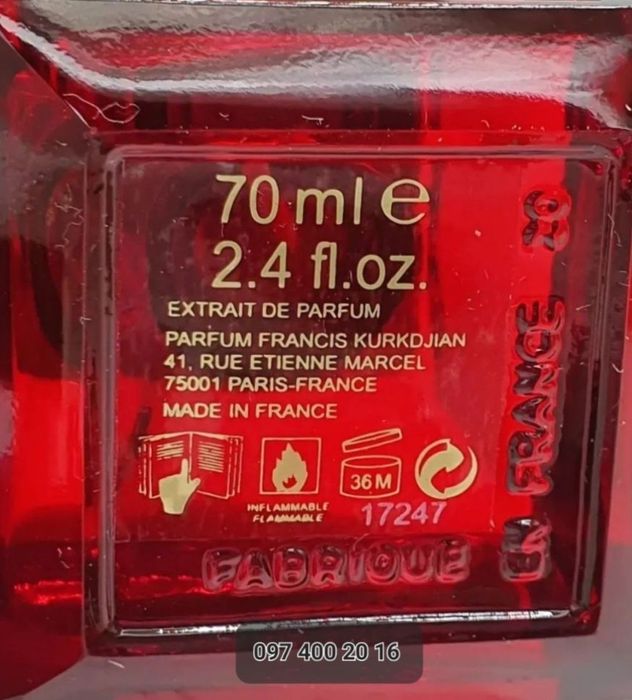 70 ml e
2.4 fl.oz.
EXTRAIT DE PARFUM
PARFUM FRANCIS KURKDJIAN
41, RUE ETIENNE MARCEL
75001 PARIS-FRANCE
MADE IN FRANCE
36 M
INFLAMMABLE
FLAMMABLE
17247
FABRIQUE
EN FRANCE
097 400 20 16